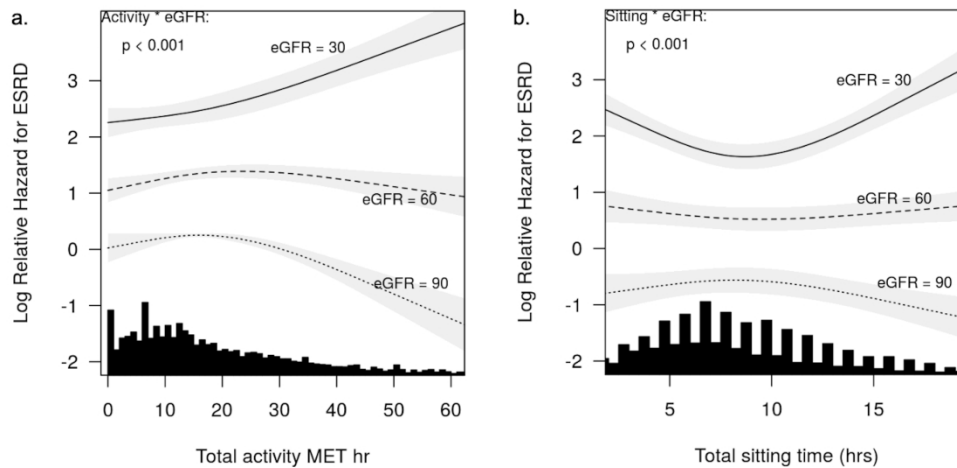 a.
Activity * eGFR:
p < 0.001
eGFR = 30
eGFR = 60
eGFR = 90
Log Relative Hazard for ESRD
3
2
1
0
-1
-2
0 10 20 30 40 50 60
Total activity MET hr
b.
Sitting * eGFR:
p < 0.001
eGFR = 30
eGFR = 60
eGFR = 90
Log Relative Hazard for ESRD
3
2
1
0
-1
-2
5 10 15
Total sitting time (hrs)